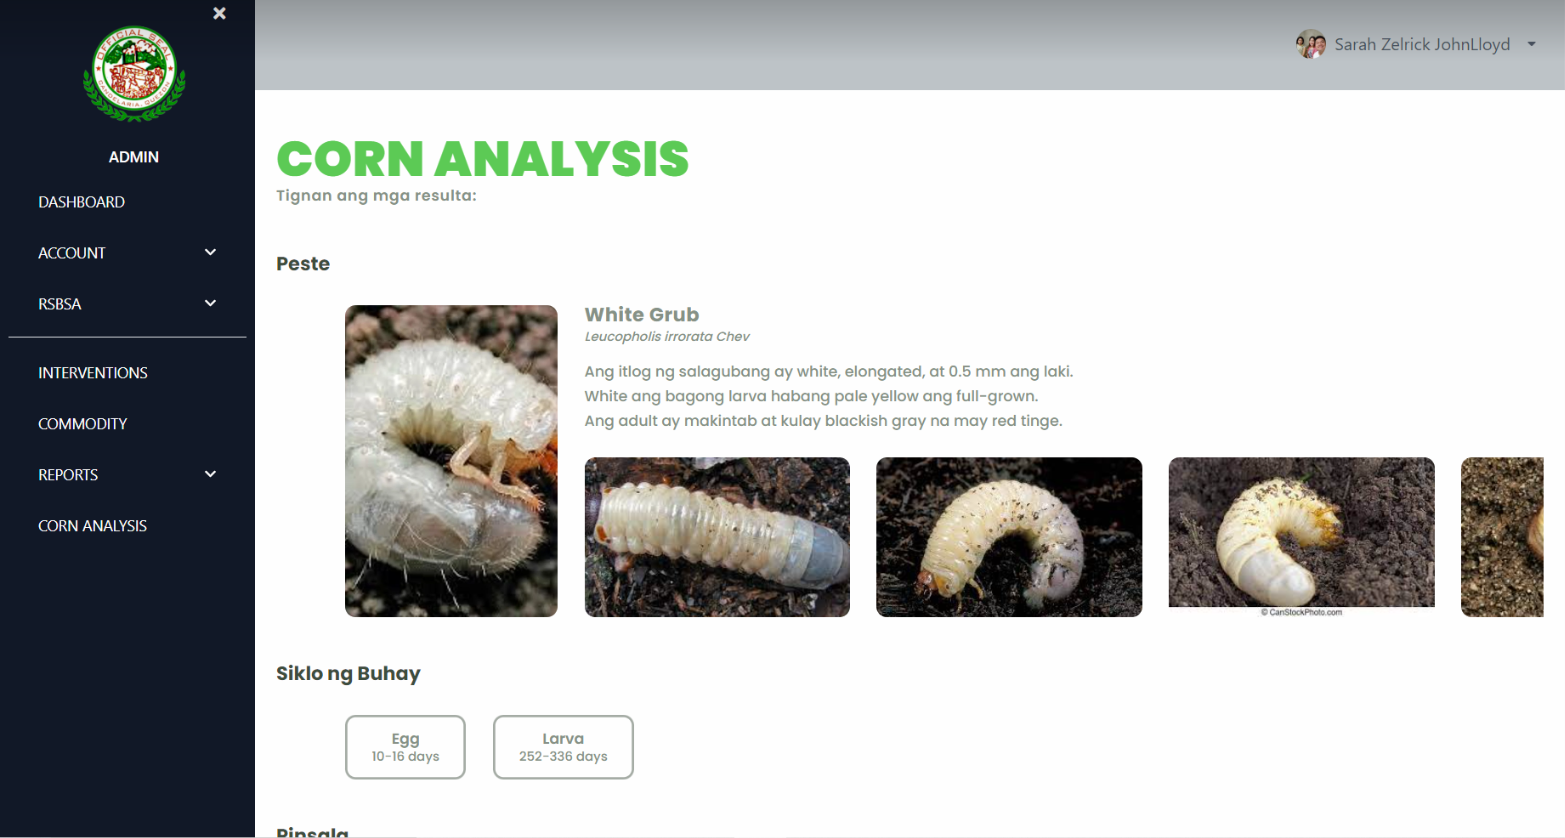 OFFICIAL SEAL
CANDELARIA, QUEZON
Sarah Zelrick JohnLloyd
ADMIN
DASHBOARD
ACCOUNT
RSBSA
INTERVENTIONS
COMMODITY
REPORTS
CORN ANALYSIS
CORN ANALYSIS
Tignan ang mga resulta:
Peste
White Grub
Leucopholis irrorata Chev
Ang itlog ng salagubang ay white, elongated, at 0.5 mm ang laki.
White ang bagong larva habang pale yellow ang full-grown.
Ang adult ay makintab at kulay blackish gray na may red tinge.
© CanStockPhoto.com
Siklo ng Buhay
Egg
10-16 days
Larva
252-336 days
Pinsala